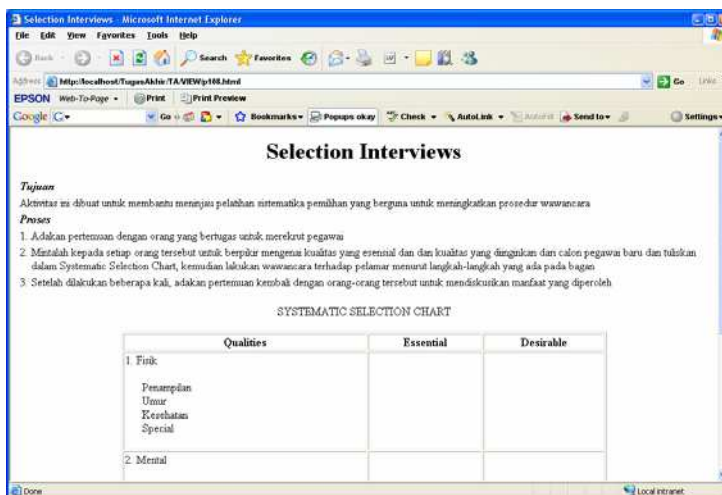 Selection Interviews - Microsoft Internet Explorer
File Edit View Favorites Tools Help
Back Search Favorites
Address http://localhost/TugasAkhir/TA/VIEW/p168.html Go Links
EPSON Web-To-Page Print Print Preview
Google G Go Bookmarks Popups okay Check AutoLink AutoFill Send to Settings
Selection Interviews
Tujuan
Aktivitas ini dibuat untuk membantu meninjau pelatihan sistematika pemilihan yang berguna untuk meningkatkan prosedur wawancara
Proses
1. Adakan pertemuan dengan orang yang bertugas untuk merekrut pegawai
2. Mintalah kepada setiap orang tersebut untuk berpikir mengenai kualitas yang esensial dan dan kualitas yang diinginkan dari calon pegawai baru dan tuliskan
dalam Systematic Selection Chart, kemudian lakukan wawancara terhadap pelamar menurut langkah-langkah yang ada pada bagan
3. Setelah dilakukan beberapa kali, adakan pertemuan kembali dengan orang-orang tersebut untuk mendiskusikan manfaat yang diperoleh
SYSTEMATIC SELECTION CHART
Qualities Essential Desirable
1. Fisik
Penampilan
Umur
Kesehatan
Special
2. Mental
Done Local intranet